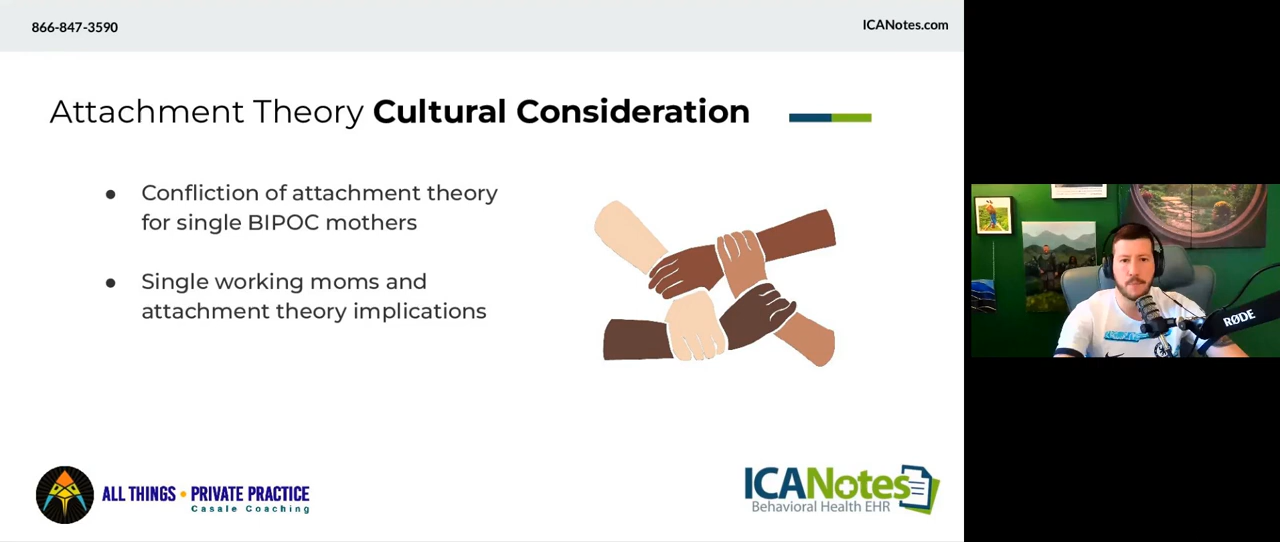 866-847-3590
ICANotes.com
Attachment Theory Cultural Consideration
● Confliction of attachment theory
for single BIPOC mothers
● Single working moms and
attachment theory implications
ALL THINGS • PRIVATE PRACTICE
Casale Coaching
ICANotes
Behavioral Health EHR
RØDE